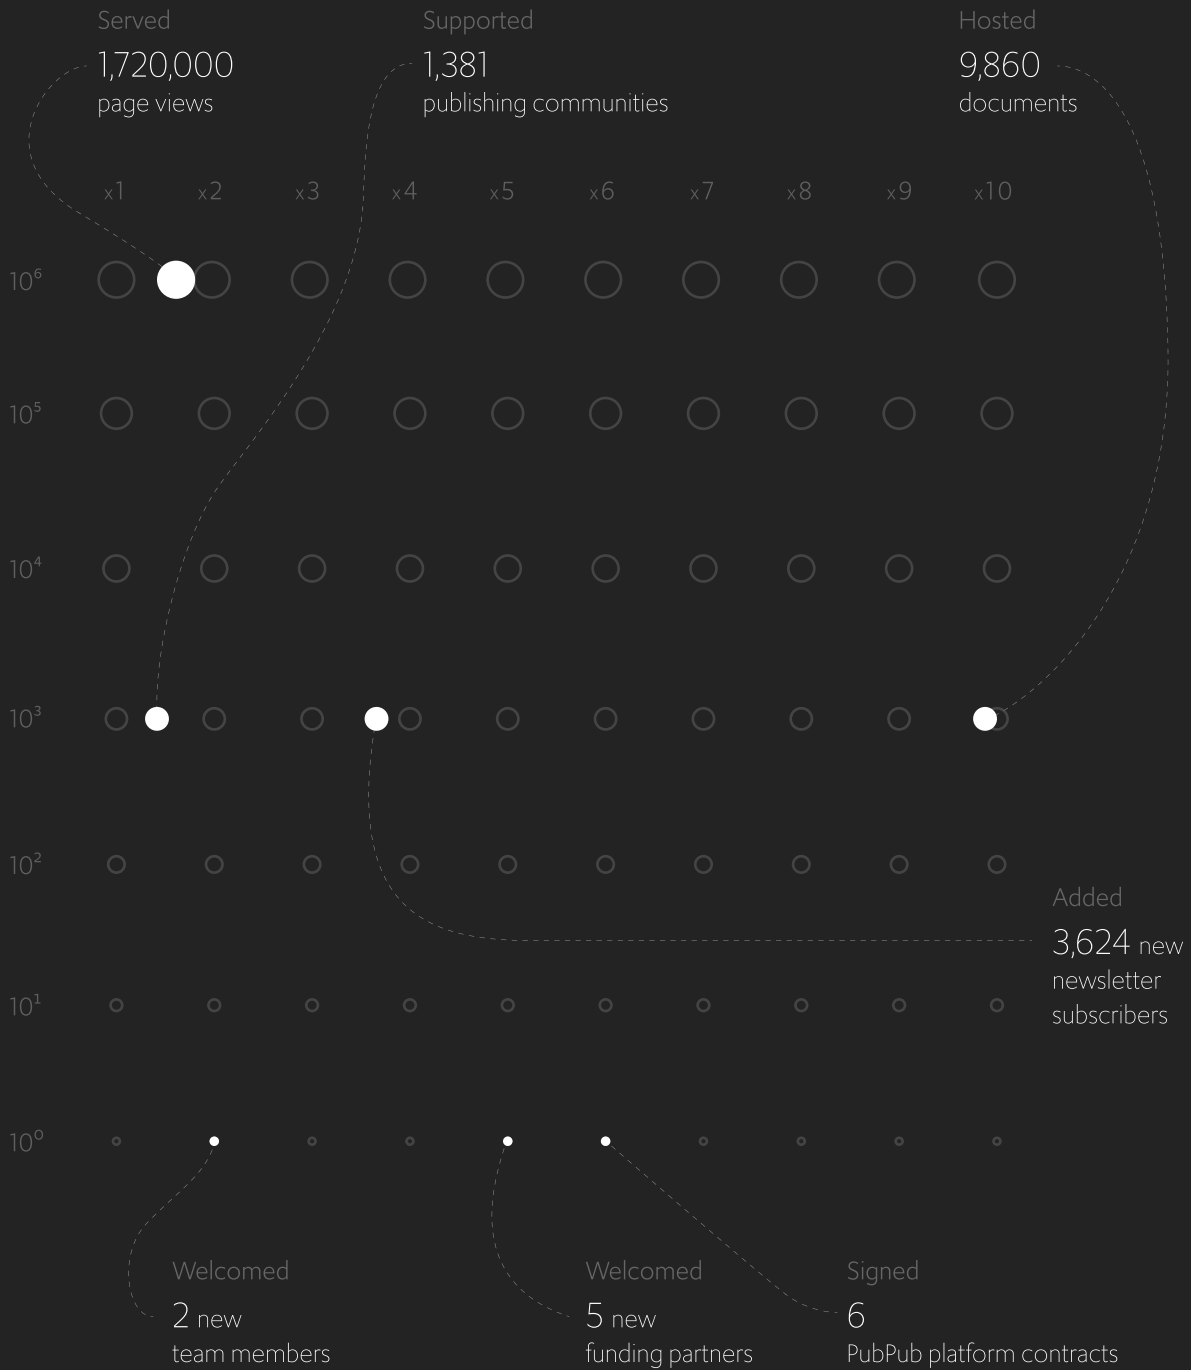 Served
1,720,000
page views
Supported
1,381
publishing communities
Hosted
9,860
documents
x1 x2 x3 x4 x5 x6 x7 x8 x9 x10
10⁶
10⁵
10⁴
10³
10²
Added
3,624 new
newsletter
subscribers
10¹
10⁰
Welcomed
2 new
team members
Welcomed
5 new
funding partners
Signed
6
PubPub platform contracts